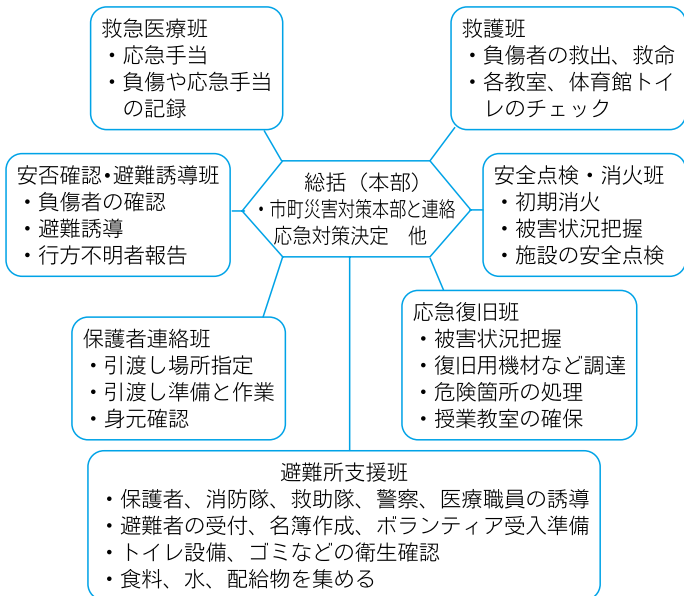 救急医療班
・応急手当
・負傷や応急手当
の記録
救護班
・負傷者の救出、救命
・各教室、体育館トイ
レのチェック
安否確認・避難誘導班
・負傷者の確認
・避難誘導
・行方不明者報告
総括（本部）
・市町災害対策本部と連絡
応急対策決定　他
安全点検・消火班
・初期消火
・被害状況把握
・施設の安全点検
保護者連絡班
・引渡し場所指定
・引渡し準備と作業
・身元確認
応急復旧班
・被害状況把握
・復旧用機材など調達
・危険箇所の処理
・授業教室の確保
避難所支援班
・保護者、消防隊、救助隊、警察、医療職員の誘導
・避難者の受付、名簿作成、ボランティア受入準備
・トイレ設備、ゴミなどの衛生確認
・食料、水、配給物を集める